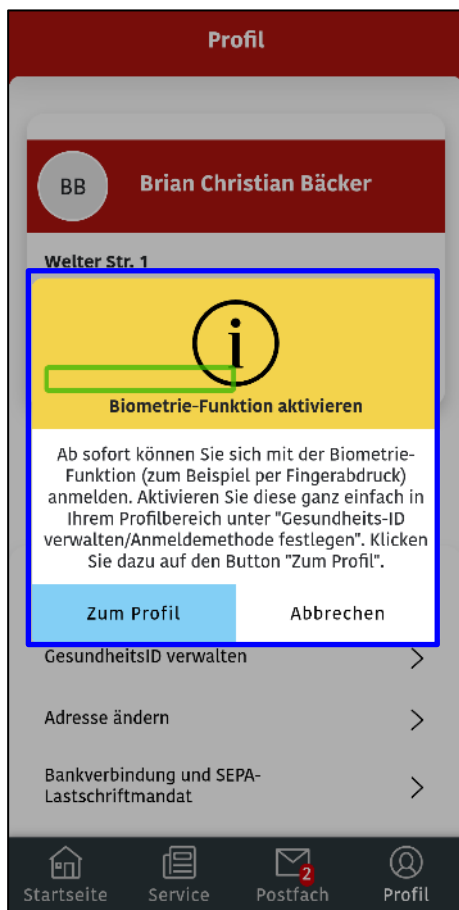 Profil
BB
Brian Christian Bäcker
Welter Str. 1
i
Biometrie-Funktion aktivieren
Ab sofort können Sie sich mit der Biometrie-
Funktion (zum Beispiel per Fingerabdruck)
anmelden. Aktivieren Sie diese ganz einfach in
Ihrem Profilbereich unter "Gesundheits-ID
verwalten/Anmeldemethode festlegen". Klicken
Sie dazu auf den Button "Zum Profil".
Zum Profil
Abbrechen
GesundheitsID verwalten
Adresse ändern
Bankverbindung und SEPA-
Lastschriftmandat
2
Startseite
Service
Postfach
Profil